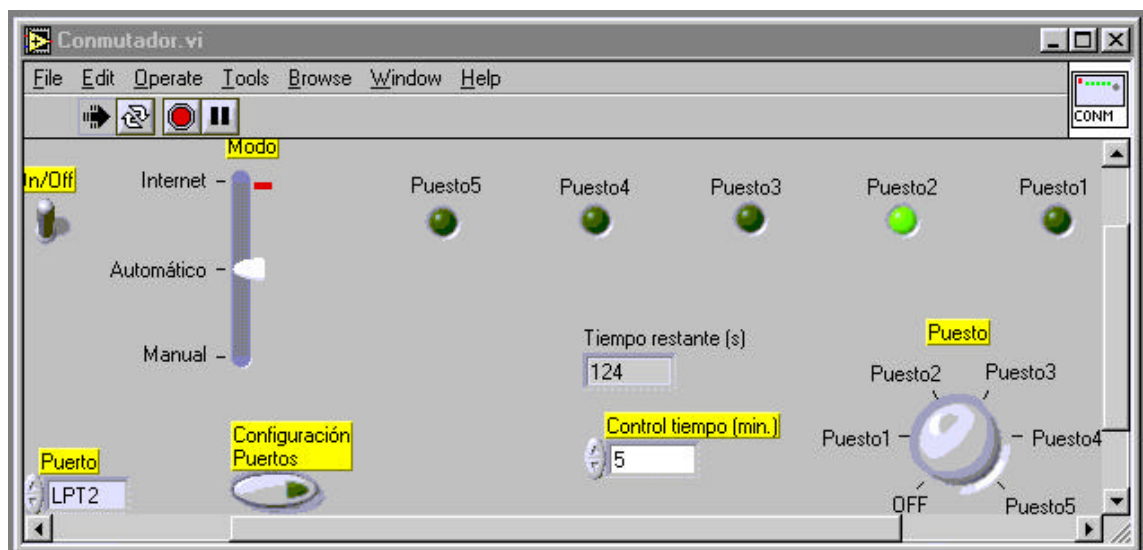 Conmutador.vi
File Edit Operate Tools Browse Window Help
CONM
Modo
In/Off
Internet
Automático
Manual
Puesto5 Puesto4 Puesto3 Puesto2 Puesto1
Tiempo restante (s)
124
Puesto
Puesto2 Puesto3
Puesto1 Puesto4
OFF Puesto5
Control tiempo (min.)
5
Configuración
Puertos
Puerto
LPT2